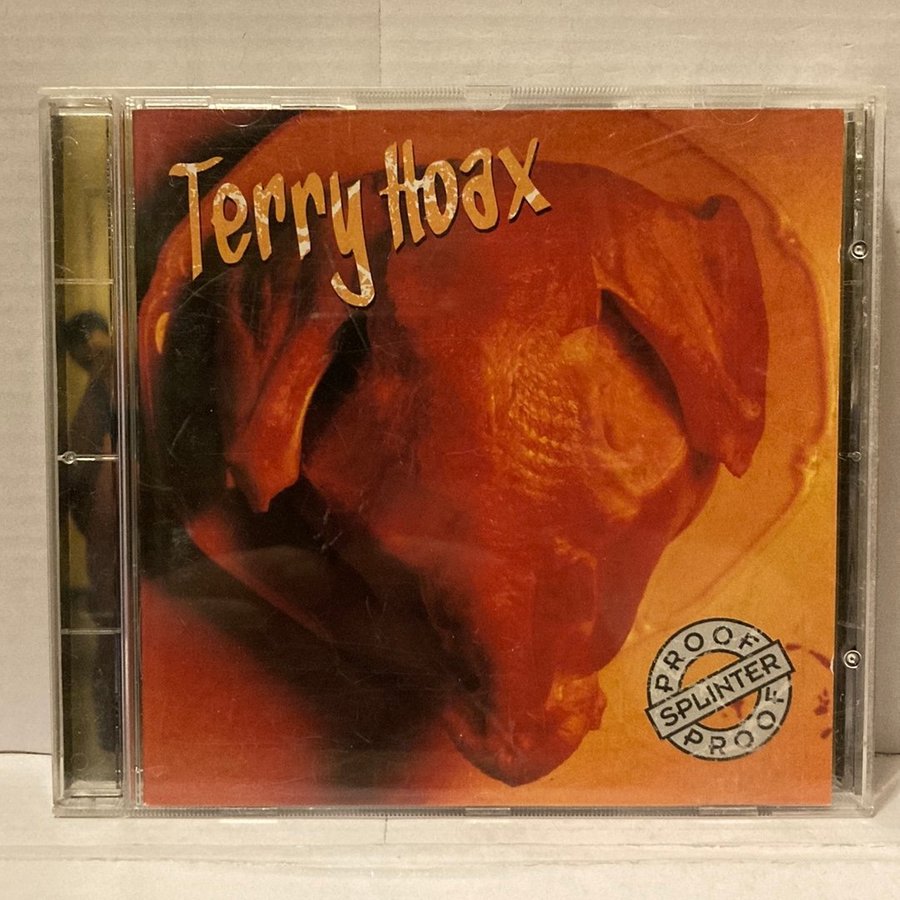 Terry Hoax
PROOF
SPLINTER
PROOF